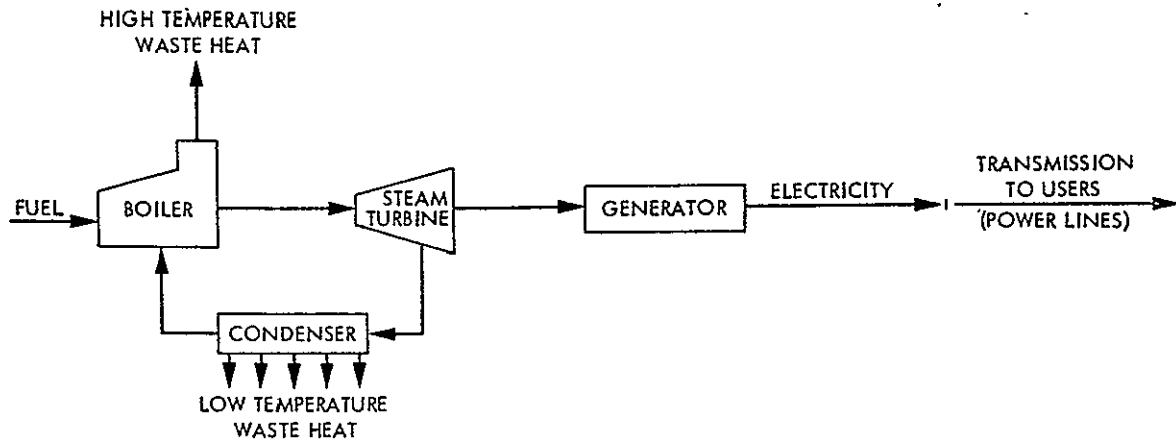 HIGH TEMPERATURE
WASTE HEAT
FUEL
BOILER
STEAM
TURBINE
GENERATOR
ELECTRICITY
TRANSMISSION
TO USERS
(POWER LINES)
CONDENSER
LOW TEMPERATURE
WASTE HEAT